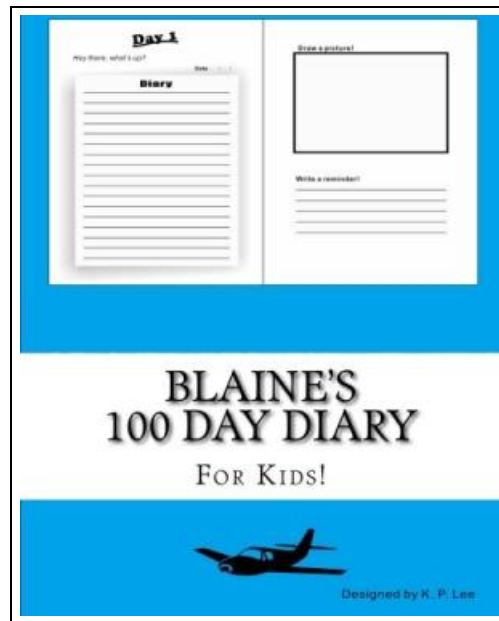 Day 1
Hey there, what's up?
Date / /
Diary
Draw a picture!
Write a reminder!
BLAINE'S
100 DAY DIARY
FOR KIDS!
Designed by K. P. Lee